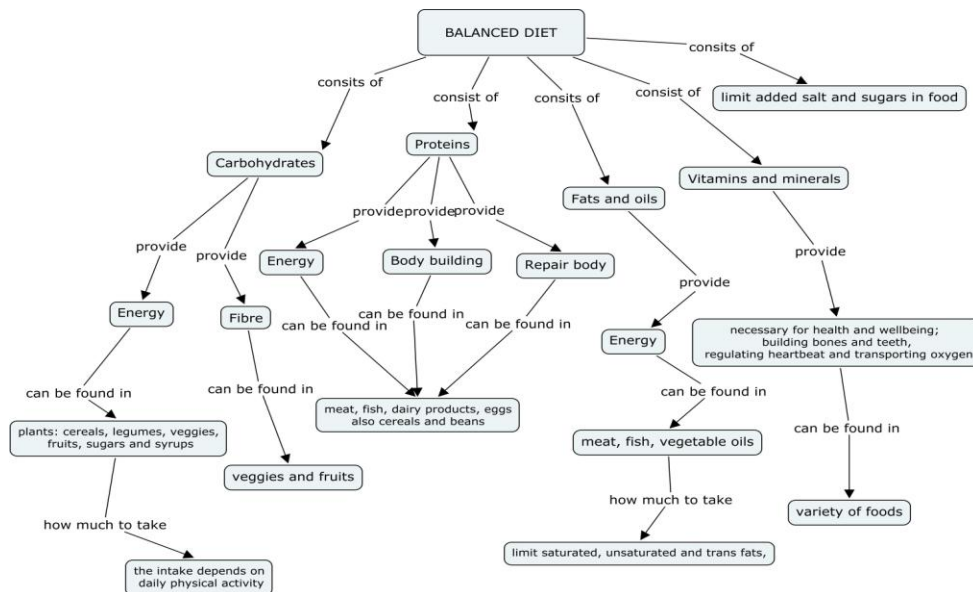 BALANCED DIET
consits of
limit added salt and sugars in food
consits of
consist of
consits of
consist of
Carbohydrates
Proteins
Fats and oils
Vitamins and minerals
provide
provide
provide
provide
provide
provide
provide
Energy
Body building
Repair body
Energy
Fibre
Energy
necessary for health and wellbeing;
building bones and teeth,
regulating heartbeat and transporting oxygen
can be found in
can be found in
can be found in
can be found in
can be found in
can be found in
can be found in
plants: cereals, legumes, veggies,
fruits, sugars and syrups
meat, fish, dairy products, eggs
also cereals and beans
veggies and fruits
meat, fish, vegetable oils
variety of foods
how much to take
how much to take
the intake depends on
daily physical activity
limit saturated, unsaturated and trans fats,